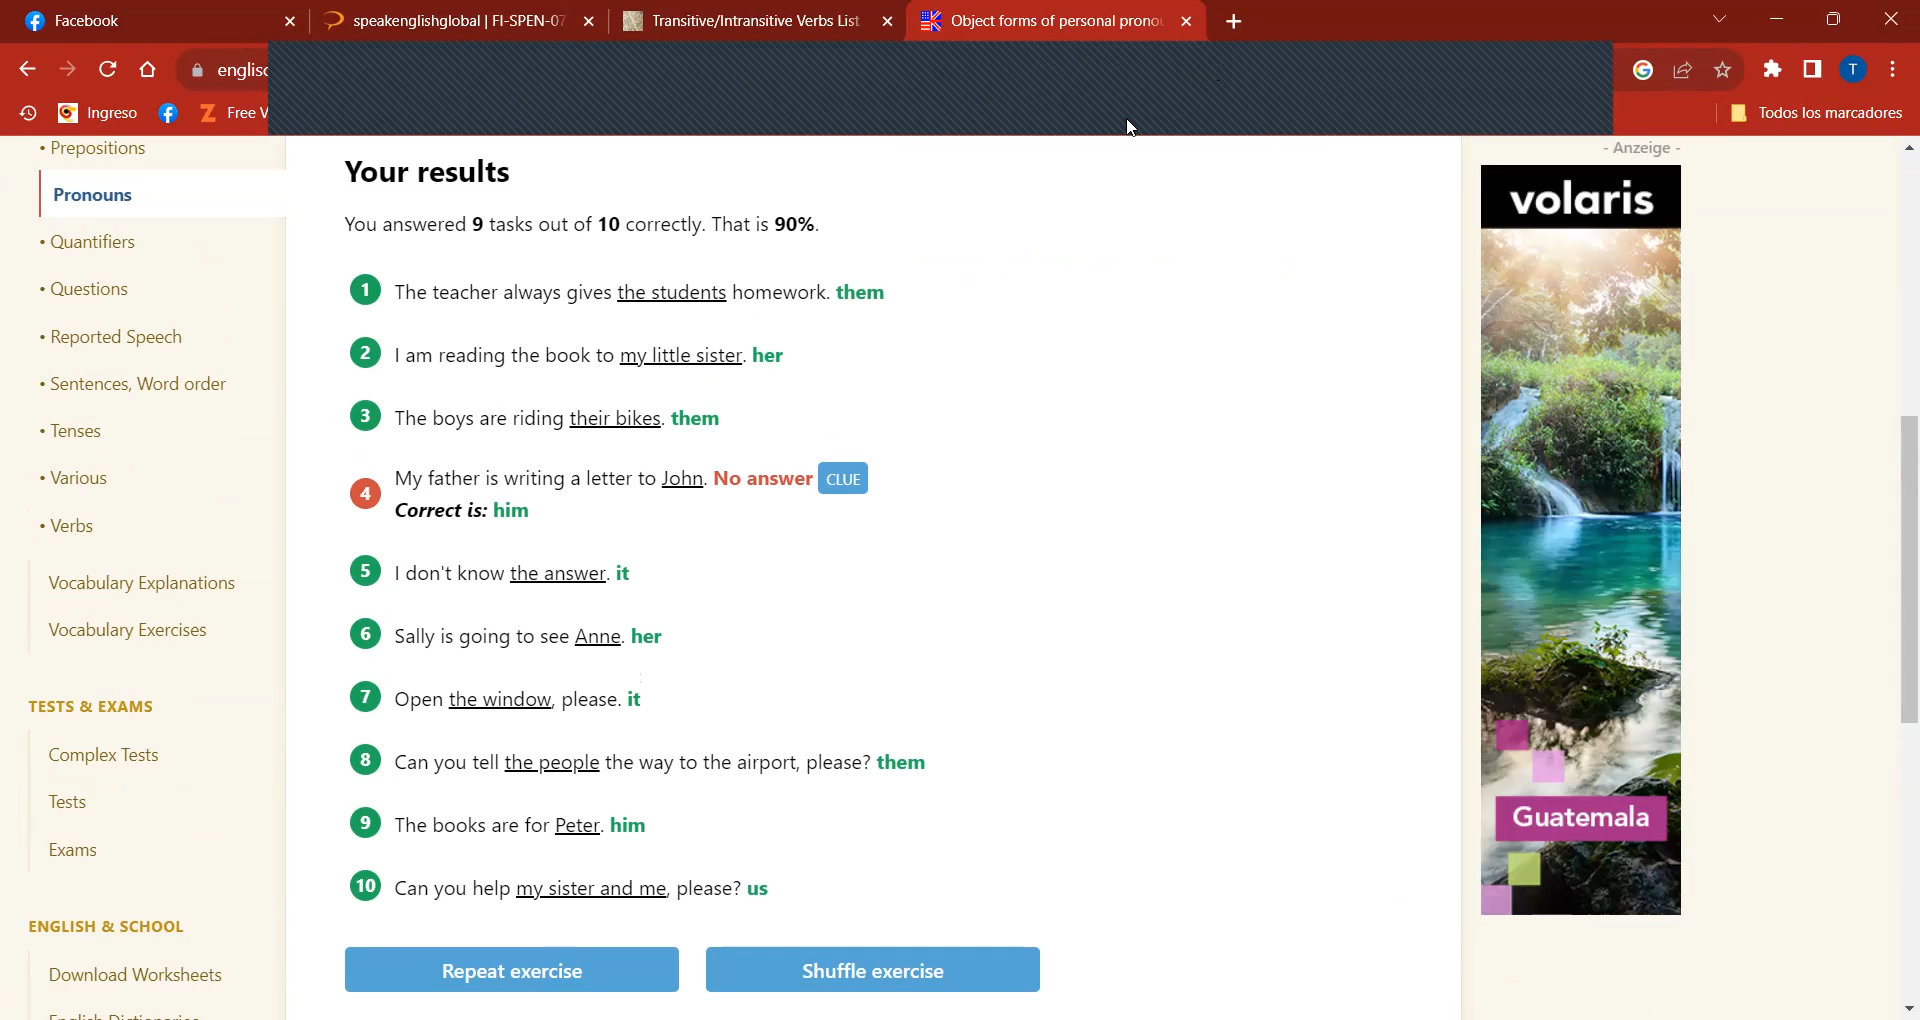 Facebook
speakenglishglobal | FI-SPEN-07
Transitive/Intransitive Verbs List
Object forms of personal prono
englisc
T
Ingreso
Free V
Todos los marcadores
• Prepositions
Pronouns
• Quantifiers
• Questions
• Reported Speech
• Sentences, Word order
• Tenses
• Various
• Verbs
Vocabulary Explanations
Vocabulary Exercises
TESTS & EXAMS
Complex Tests
Tests
Exams
ENGLISH & SCHOOL
Download Worksheets
Your results
You answered 9 tasks out of 10 correctly. That is 90%.
1 The teacher always gives the students homework. them
2 I am reading the book to my little sister. her
3 The boys are riding their bikes. them
4 My father is writing a letter to John. No answer CLUE
Correct is: him
5 I don't know the answer. it
6 Sally is going to see Anne. her
7 Open the window, please. it
8 Can you tell the people the way to the airport, please? them
9 The books are for Peter. him
10 Can you help my sister and me, please? us
Repeat exercise
Shuffle exercise
- Anzeige -
volaris
Guatemala